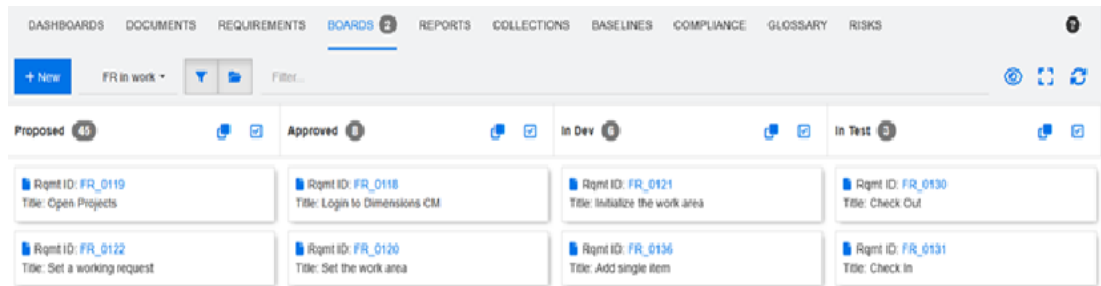 DASHBOARDS DOCUMENTS REQUIREMENTS BOARDS 2 REPORTS COLLECTIONS BASELINES COMPLIANCE GLOSSARY RISKS ?
+ New FR in work Filter...
Proposed 45 Approved 8 In Dev 6 In Test 3
Rqmt ID: FR_0119 Rqmt ID: FR_0118 Rqmt ID: FR_0121 Rqmt ID: FR_0130
Title: Open Projects Title: Login to Dimensions CM Title: Initialize the work area Title: Check Out
Rqmt ID: FR_0122 Rqmt ID: FR_0120 Rqmt ID: FR_0136 Rqmt ID: FR_0131
Title: Set a working request Title: Set the work area Title: Add single item Title: Check In